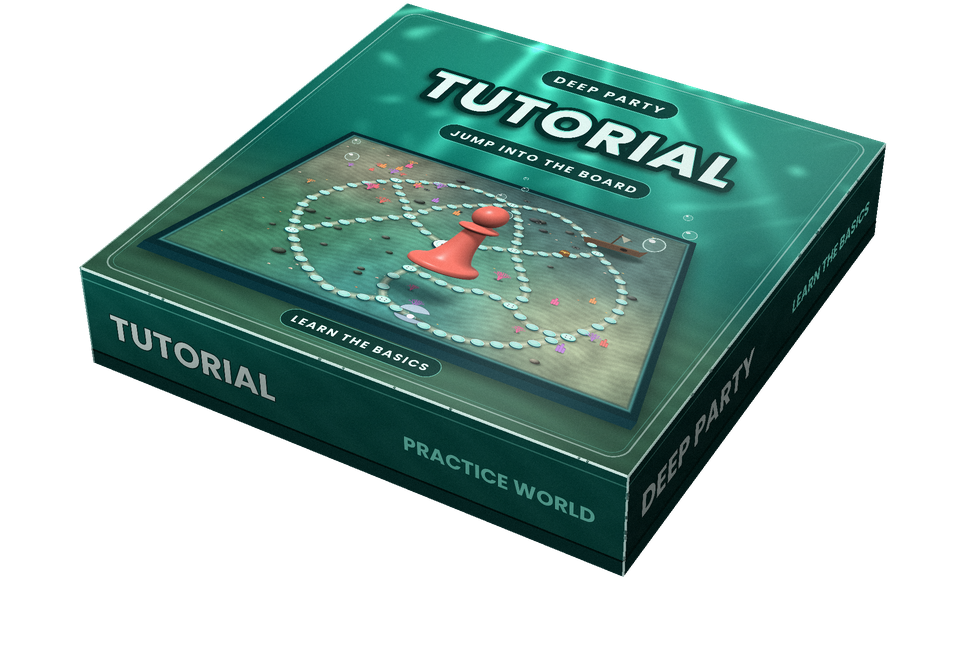 DEEP PARTY
TUTORIAL
JUMP INTO THE BOARD
LEARN THE BASICS
TUTORIAL
PRACTICE WORLD
DEEP PARTY
LEARN THE BASICS